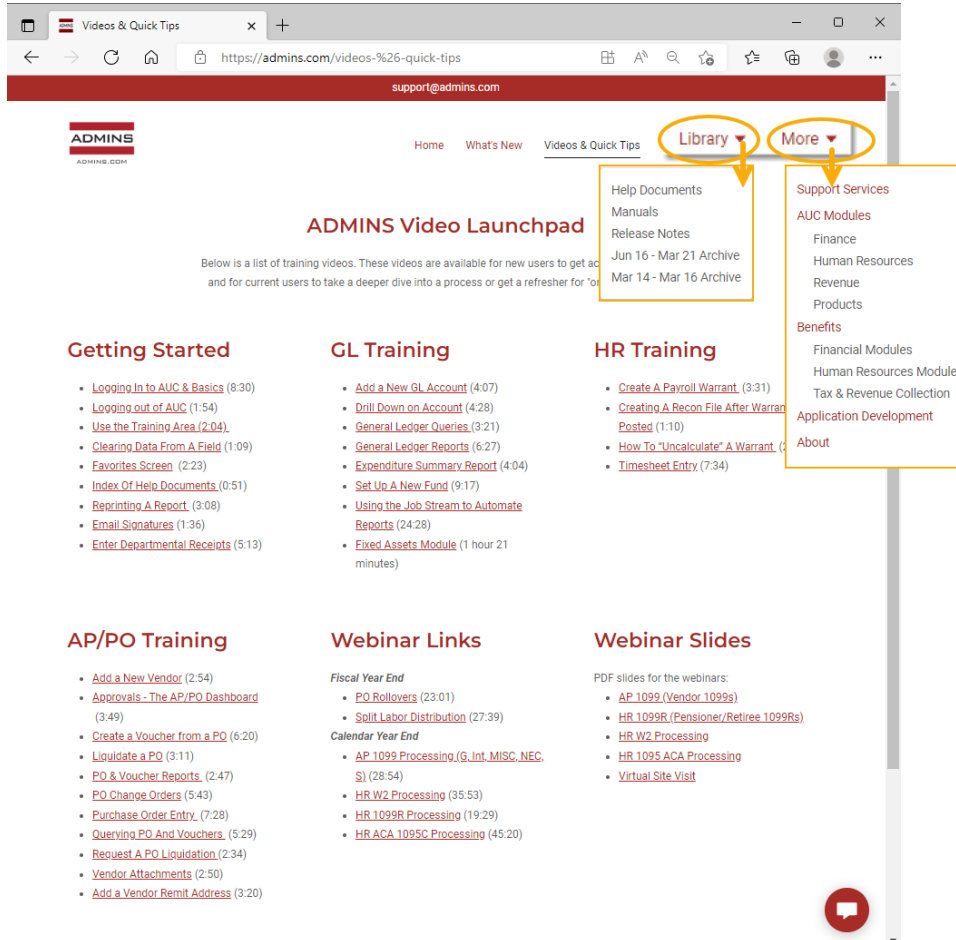 Videos & Quick Tips
https://admins.com/videos-%26-quick-tips
support@admins.com
ADMINS
ADMINS.COM
Home What's New Videos & Quick Tips Library More
Help Documents
Manuals
Release Notes
Jun 16 - Mar 21 Archive
Mar 14 - Mar 16 Archive
Support Services
AUC Modules
Finance
Human Resources
Revenue
Products
Benefits
Financial Modules
Human Resources Module
Tax & Revenue Collection
Application Development
About
ADMINS Video Launchpad
Below is a list of training videos. These videos are available for new users to get
and for current users to take a deeper dive into a process or get a refresher for
Getting Started
• Logging In to AUC & Basics (8:30)
• Logging out of AUC (1:54)
• Use the Training Area (2:04)
• Clearing Data From A Field (1:09)
• Favorites Screen (2:23)
• Index Of Help Documents (0:51)
• Reprinting A Report (3:08)
• Email Signatures (1:36)
• Enter Departmental Receipts (5:13)
GL Training
• Add a New GL Account (4:07)
• Drill Down on Account (4:28)
• General Ledger Queries (3:21)
• General Ledger Reports (6:27)
• Expenditure Summary Report (4:04)
• Set Up A New Fund (9:17)
• Using the Job Stream to Automate
Reports (24:28)
• Fixed Assets Module (1 hour 21
minutes)
HR Training
• Create A Payroll Warrant (3:31)
• Creating A Recon File After
Posted (1:10)
• How To "Uncalculate" A Warrant
• Timesheet Entry (7:34)
AP/PO Training
• Add a New Vendor (2:54)
• Approvals - The AP/PO Dashboard
(3:49)
• Create a Voucher from a PO (6:20)
• Liquidate a PO (3:11)
• PO & Voucher Reports (2:47)
• PO Change Orders (5:43)
• Purchase Order Entry (7:28)
• Querying PO And Vouchers (5:29)
• Request A PO Liquidation (2:34)
• Vendor Attachments (2:50)
• Add a Vendor Remit Address (3:20)
Webinar Links
Fiscal Year End
• PO Rollovers (23:01)
• Split Labor Distribution (27:39)
Calendar Year End
• AP 1099 Processing (G, Int, MISC, NEC,
S) (28:54)
• HR W2 Processing (35:53)
• HR 1099R Processing (19:29)
• HR ACA 1095C Processing (45:20)
Webinar Slides
PDF slides for the webinars:
• AP 1099 (Vendor 1099s)
• HR 1099R (Pensioner/Retiree 1099Rs)
• HR W2 Processing
• HR 1095 ACA Processing
• Virtual Site Visit